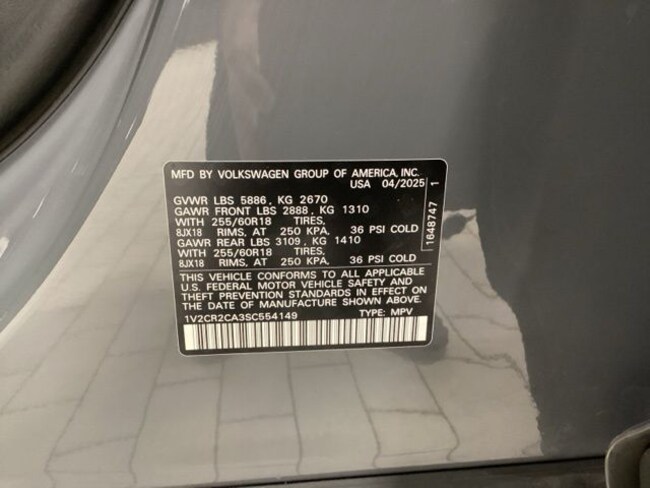 MFD BY VOLKSWAGEN GROUP OF AMERICA, INC.
USA 04/2025
GVWR LBS 5886, KG 2670
GAWR FRONT LBS 2888, KG 1310
WITH 255/60R18 TIRES,
8JX18 RIMS, AT 250 KPA, 36 PSI COLD
GAWR REAR LBS 3109, KG 1410
WITH 255/60R18 TIRES,
8JX18 RIMS, AT 250 KPA, 36 PSI COLD
THIS VEHICLE CONFORMS TO ALL APPLICABLE
U.S. FEDERAL MOTOR VEHICLE SAFETY AND
THEFT PREVENTION STANDARDS IN EFFECT ON
THE DATE OF MANUFACTURE SHOWN ABOVE.
1V2CR2CA3SC554149 TYPE: MPV
1648747 1